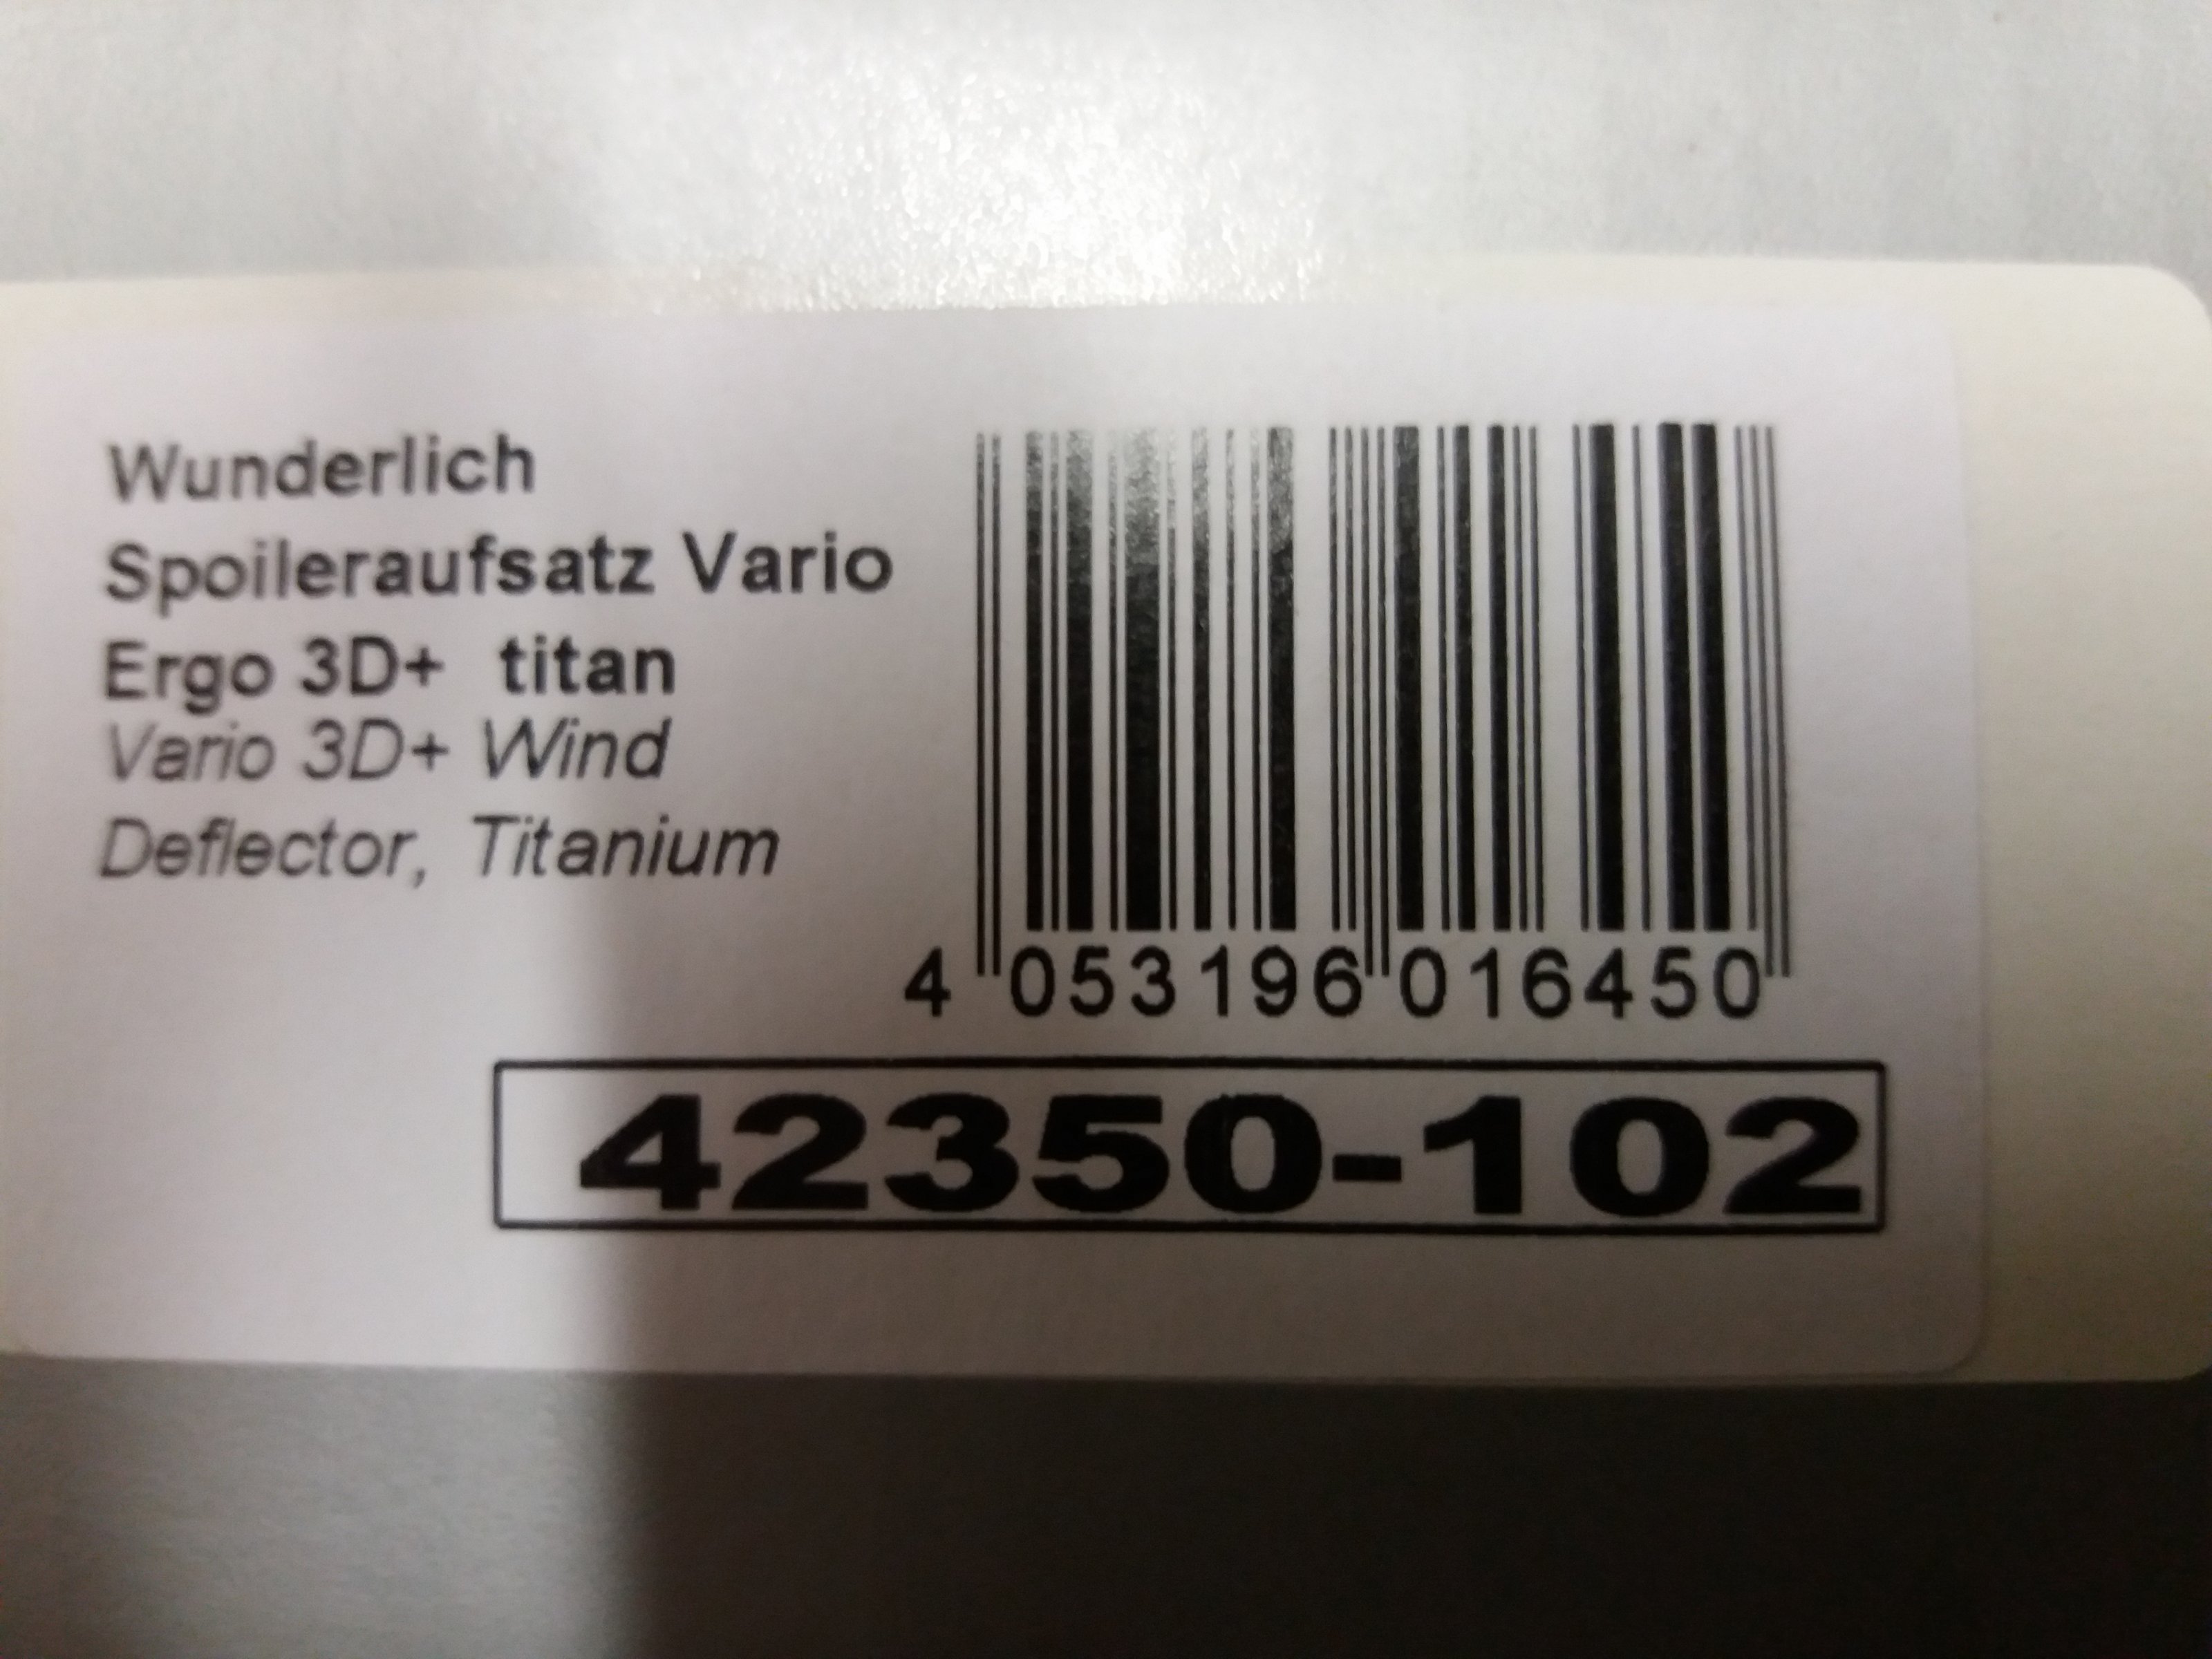 Wunderlich
Spoileraufsatz Vario
Ergo 3D+ titan
Vario 3D+ Wind
Deflector, Titanium
4 053196 016450
42350-102